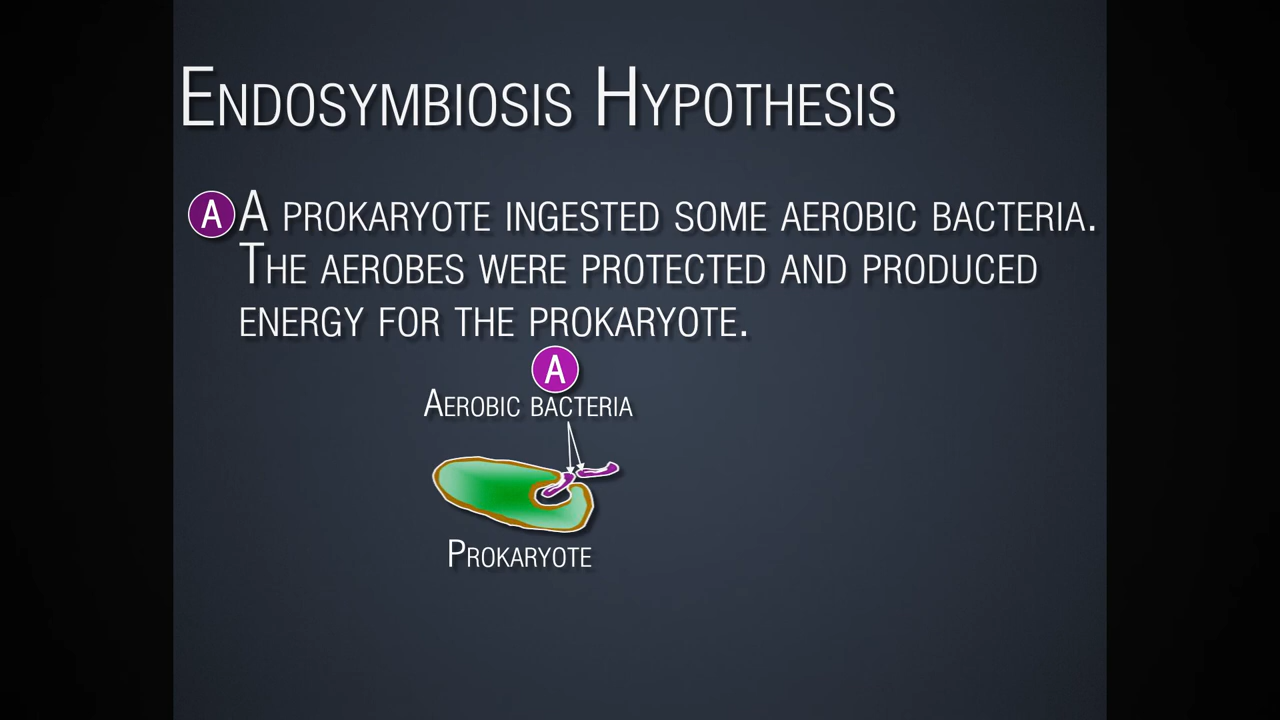 Endosymbiosis Hypothesis
A A prokaryote ingested some aerobic bacteria.
The aerobes were protected and produced
energy for the prokaryote.
A
Aerobic bacteria
Prokaryote